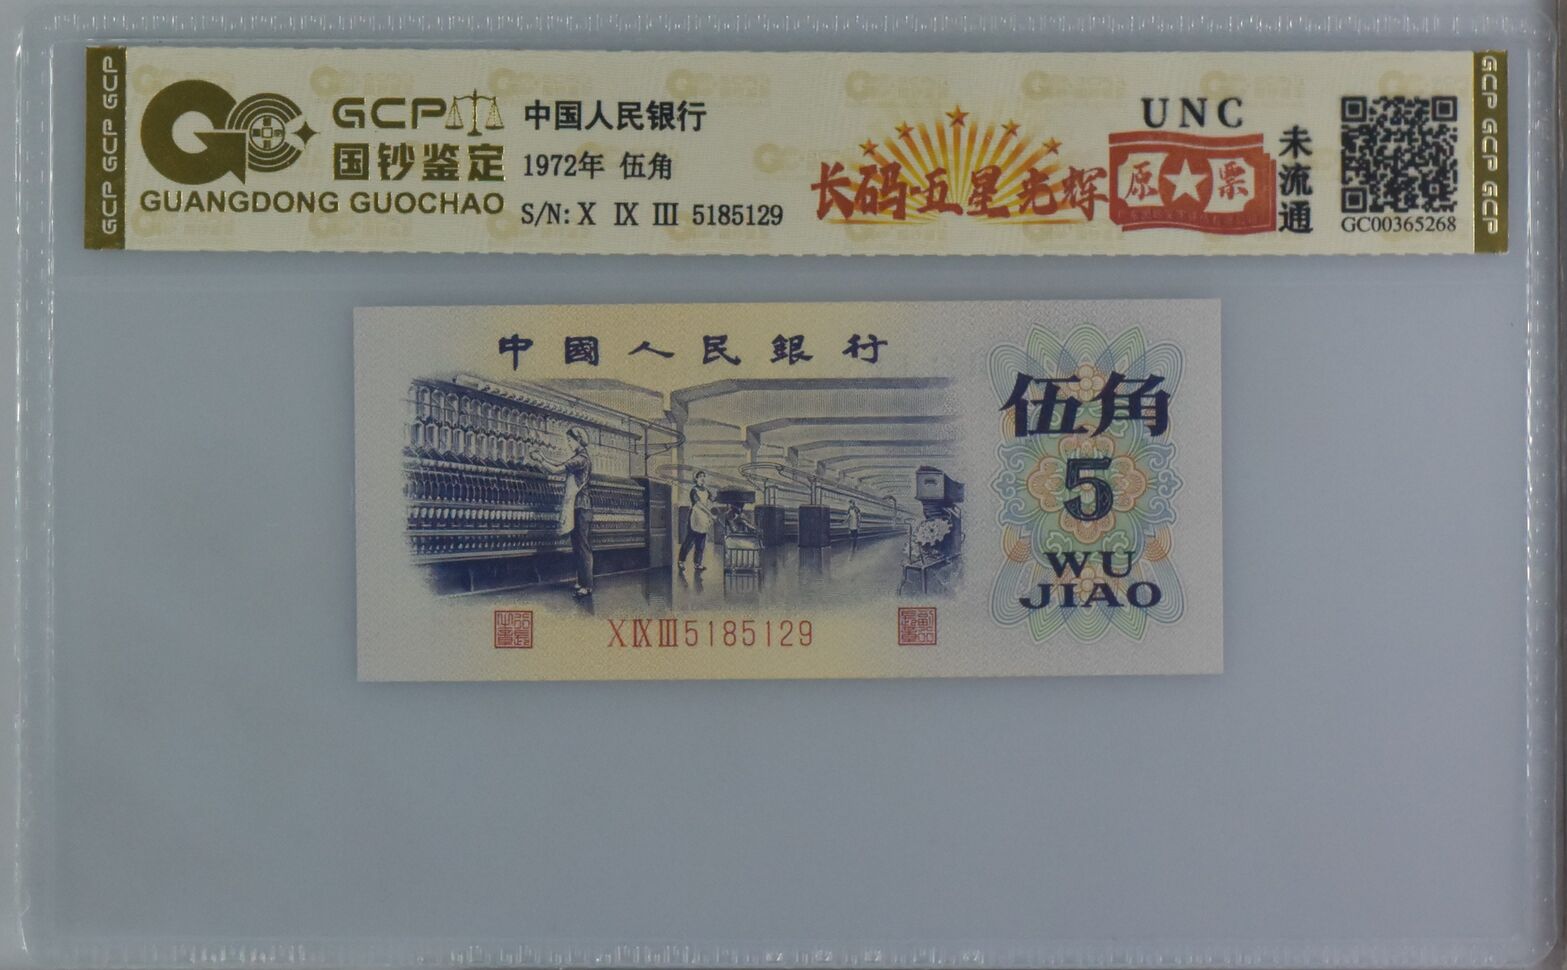 GCP GCP GCP
GCP
国钞鉴定
GUANGDONG GUOCHAO
中国人民银行
1972年 伍角
S/N: X IX III 5185129
长码五星光辉
UNC
原★票
未流通
GC00365268
GCP GCP GCP
中國人民銀行
伍角
5
WU
JIAO
X IX III 5185129